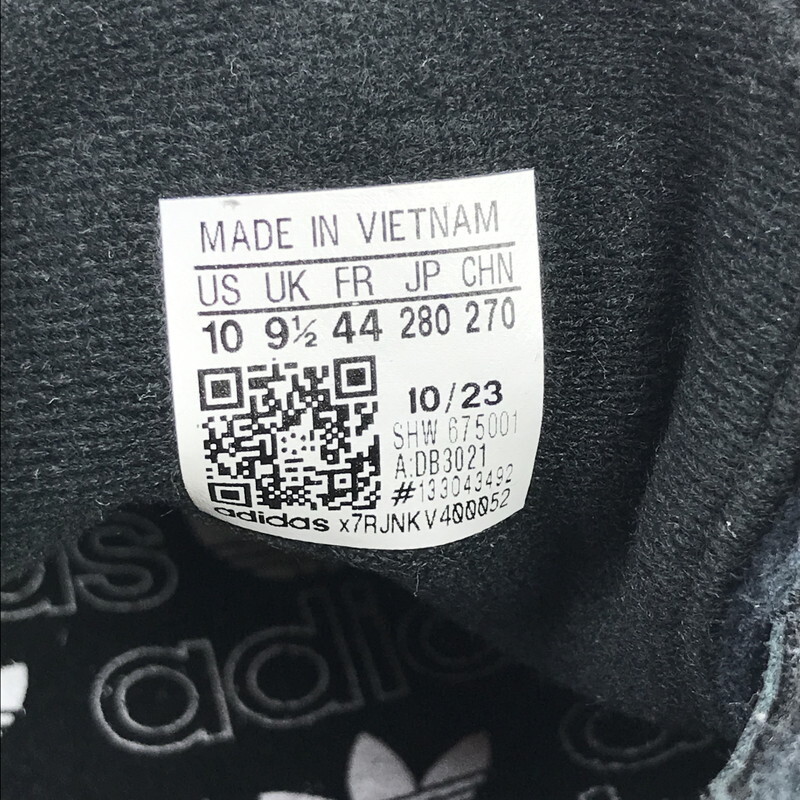 MADE IN VIETNAM
US UK FR JP CHN
10 9½ 44 280 270
10/23
SHW 675001
A:DB3021
#133043492
adidas x7RJNKV400052
adidas